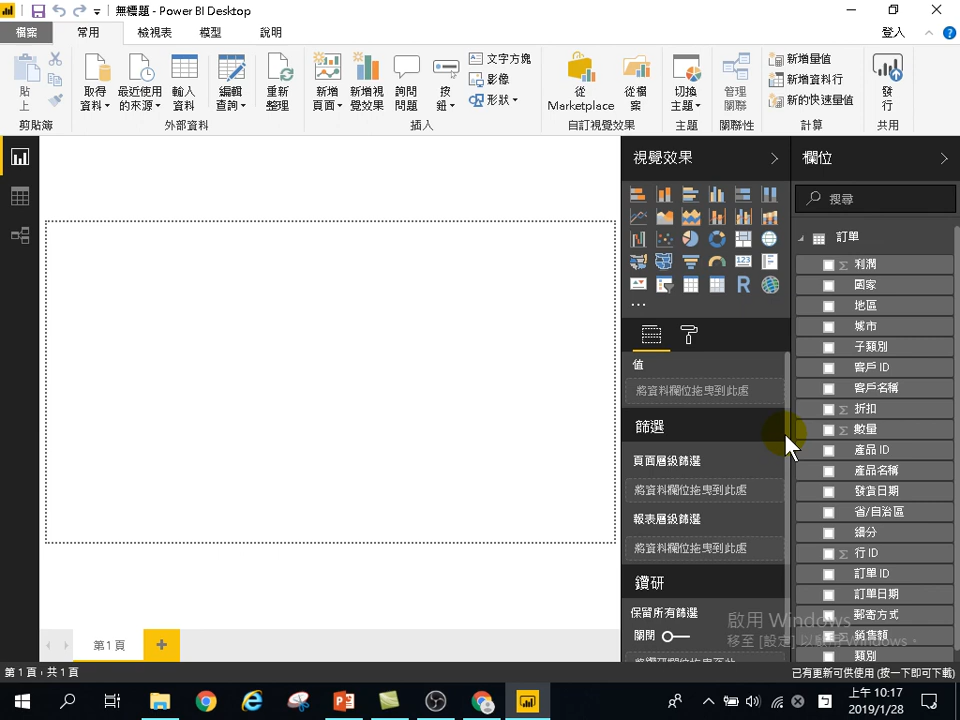 無標題 - Power BI Desktop
檔案
常用
檢視表
模型
說明
登入
貼上
剪貼簿
取得資料
最近使用的來源
輸入資料
編輯查詢
外部資料
重新整理
新增頁面
新增視覺效果
詢問問題
按鈕
文字方塊
影像
形狀
插入
從 Marketplace
從檔案
自訂視覺效果
切換主題
主題
管理關聯
關聯性
新增量值
新增資料行
新的快速量值
計算
發行
共用
視覺效果
值
將資料欄位拖曳到此處
篩選
頁面層級篩選
將資料欄位拖曳到此處
報表層級篩選
將資料欄位拖曳到此處
鑽研
保留所有篩選
關閉
欄位
搜尋
訂單
利潤
國家
地區
城市
子類別
客戶 ID
客戶名稱
折扣
數量
產品 ID
產品名稱
發貨日期
省/自治區
細分
行 ID
訂單 ID
訂單日期
郵寄方式
銷售額
類別
啟用 Windows
移至 [設定] 以啟用 Windows。
第 1 頁
第 1 頁，共 1 頁
已有更新可供使用 (按一下即可下載)
上午 10:17
2019/1/28